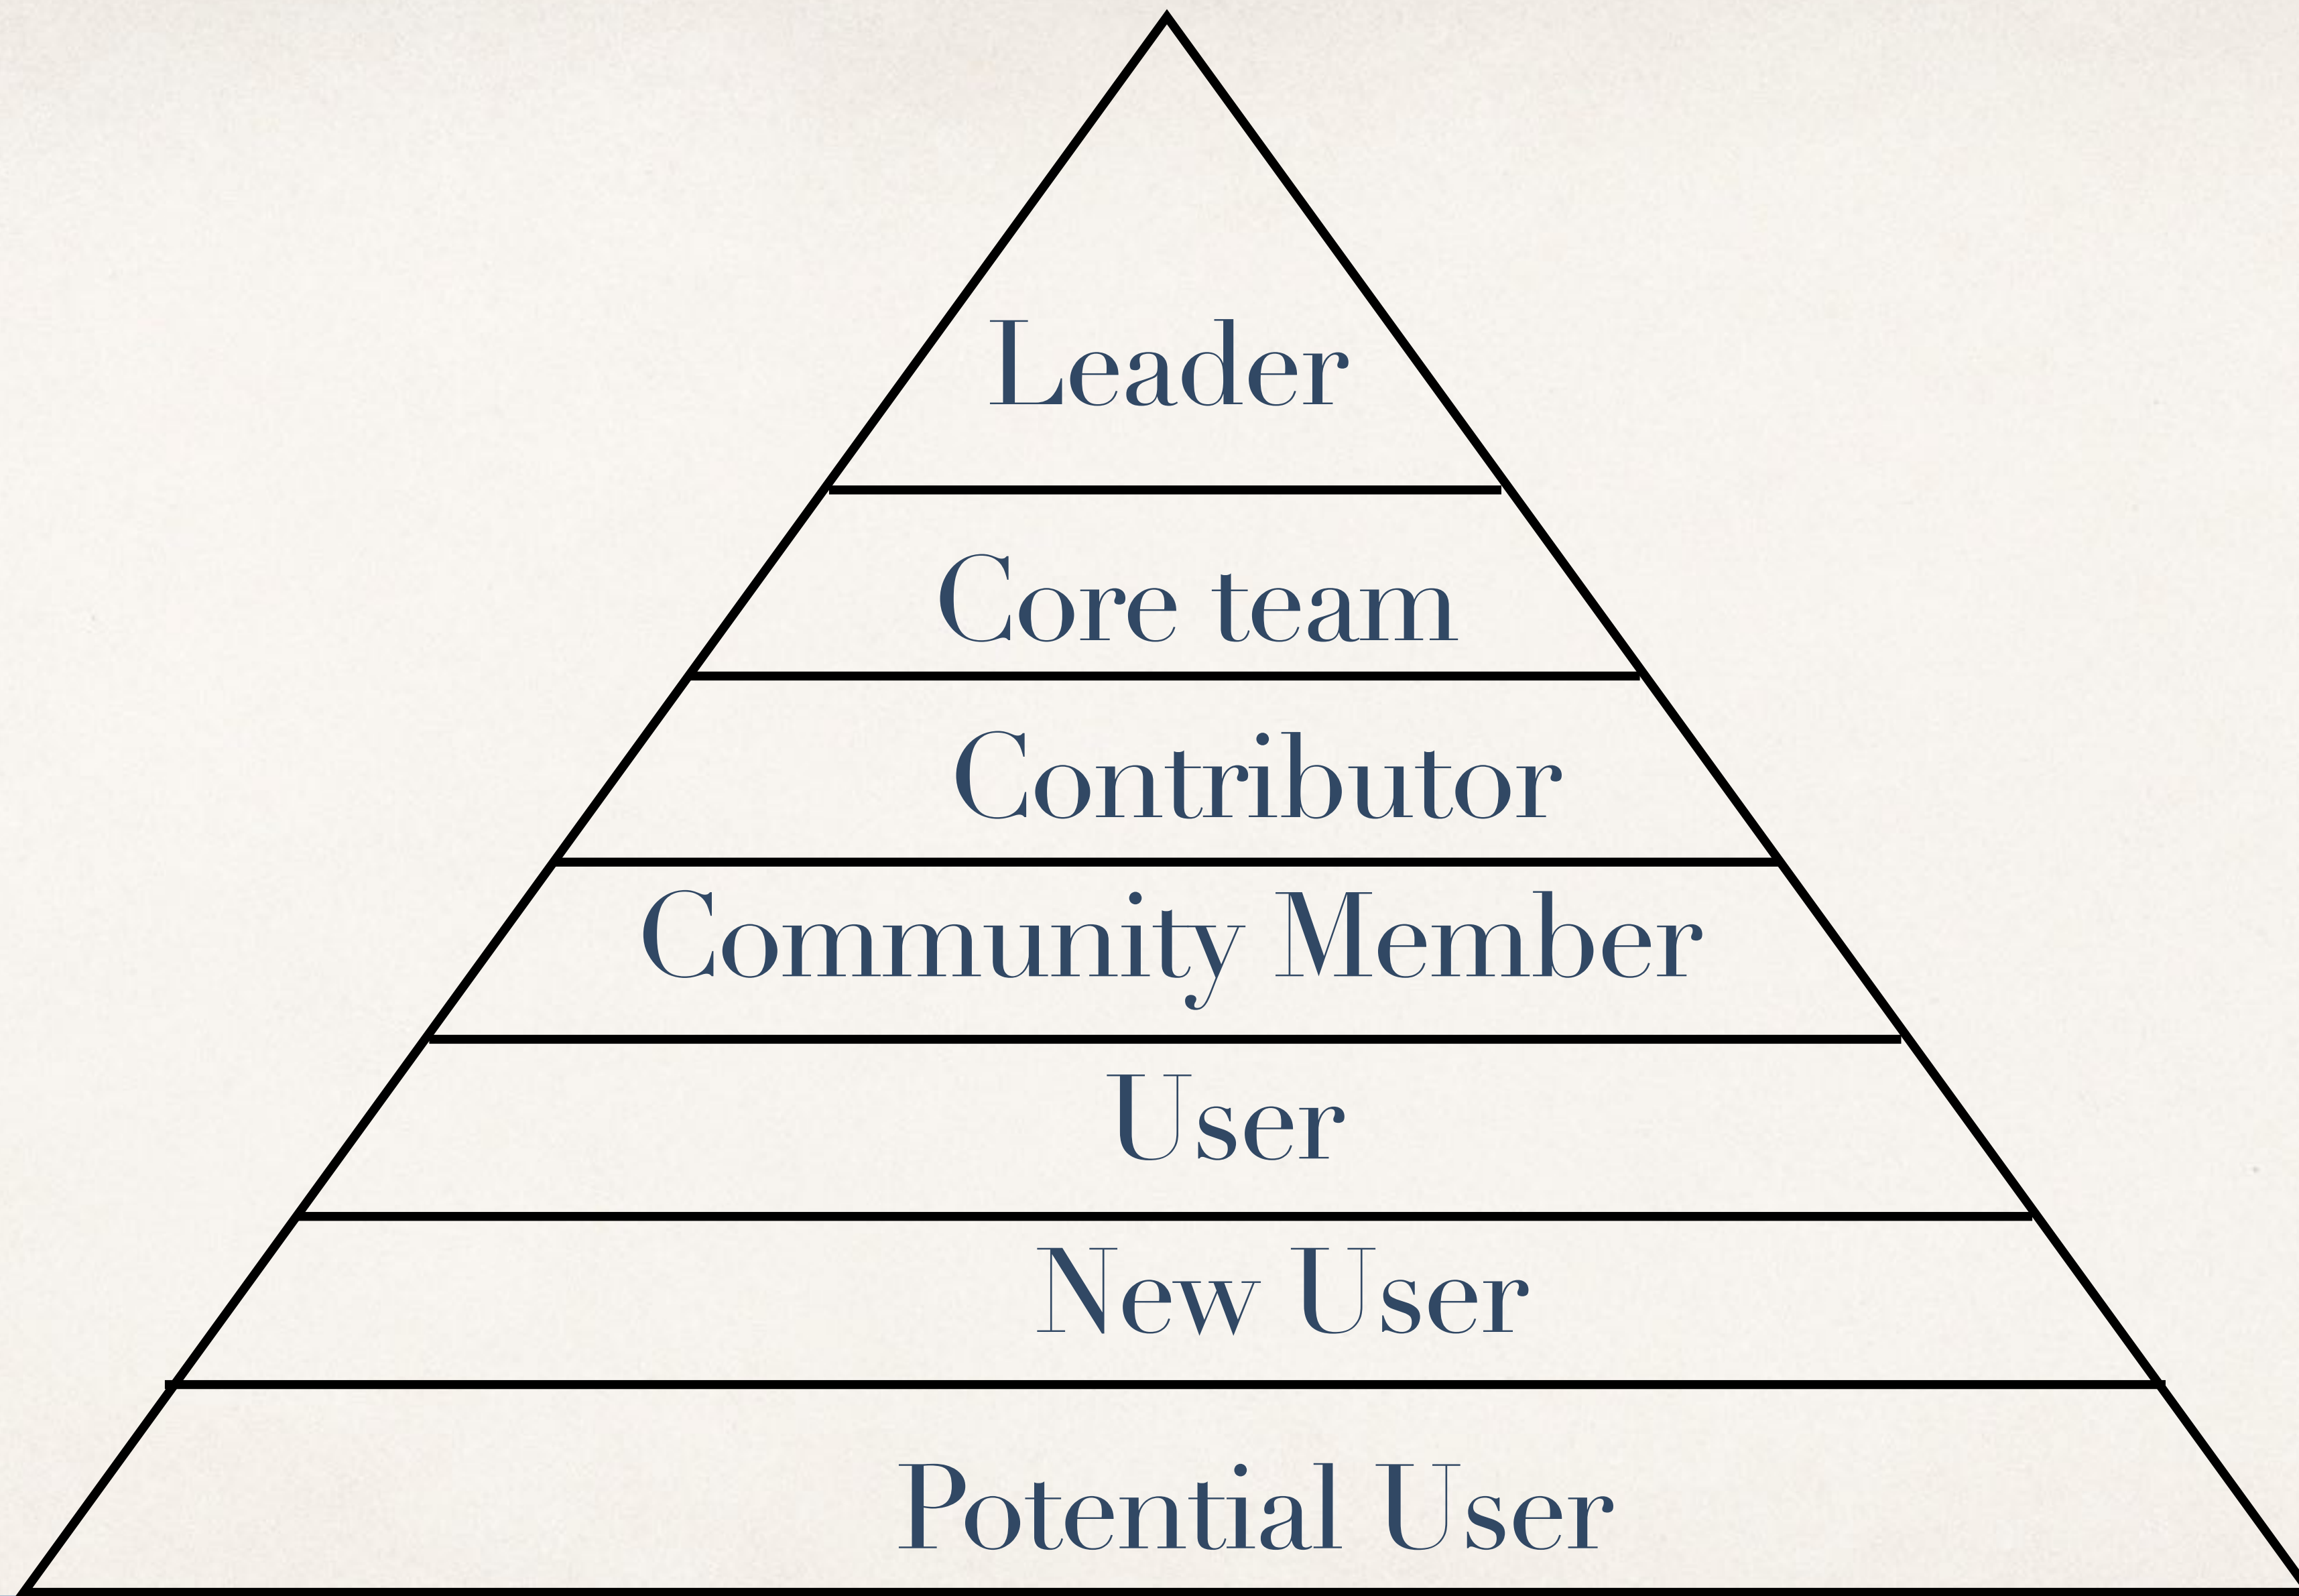 Leader
Core team
Contributor
Community Member
User
New User
Potential User